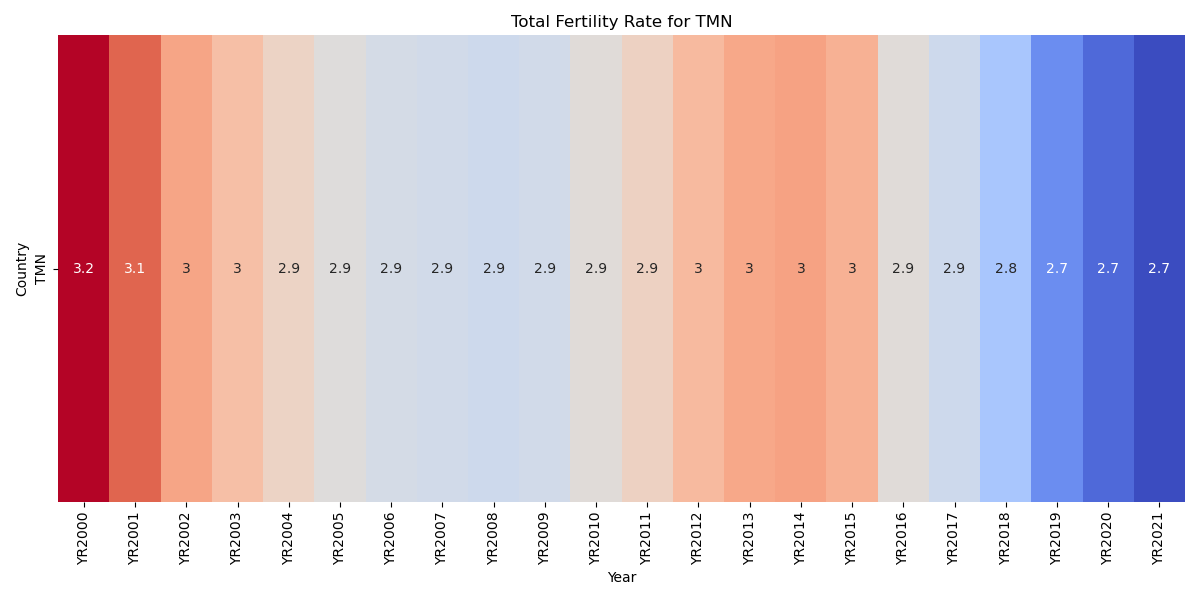 Total Fertility Rate for TMN
Country
TMN
3.2 3.1 3 3 2.9 2.9 2.9 2.9 2.9 2.9 2.9 2.9 3 3 3 3 2.9 2.9 2.8 2.7 2.7 2.7
YR2000 YR2001 YR2002 YR2003 YR2004 YR2005 YR2006 YR2007 YR2008 YR2009 YR2010 YR2011 YR2012 YR2013 YR2014 YR2015 YR2016 YR2017 YR2018 YR2019 YR2020 YR2021
Year